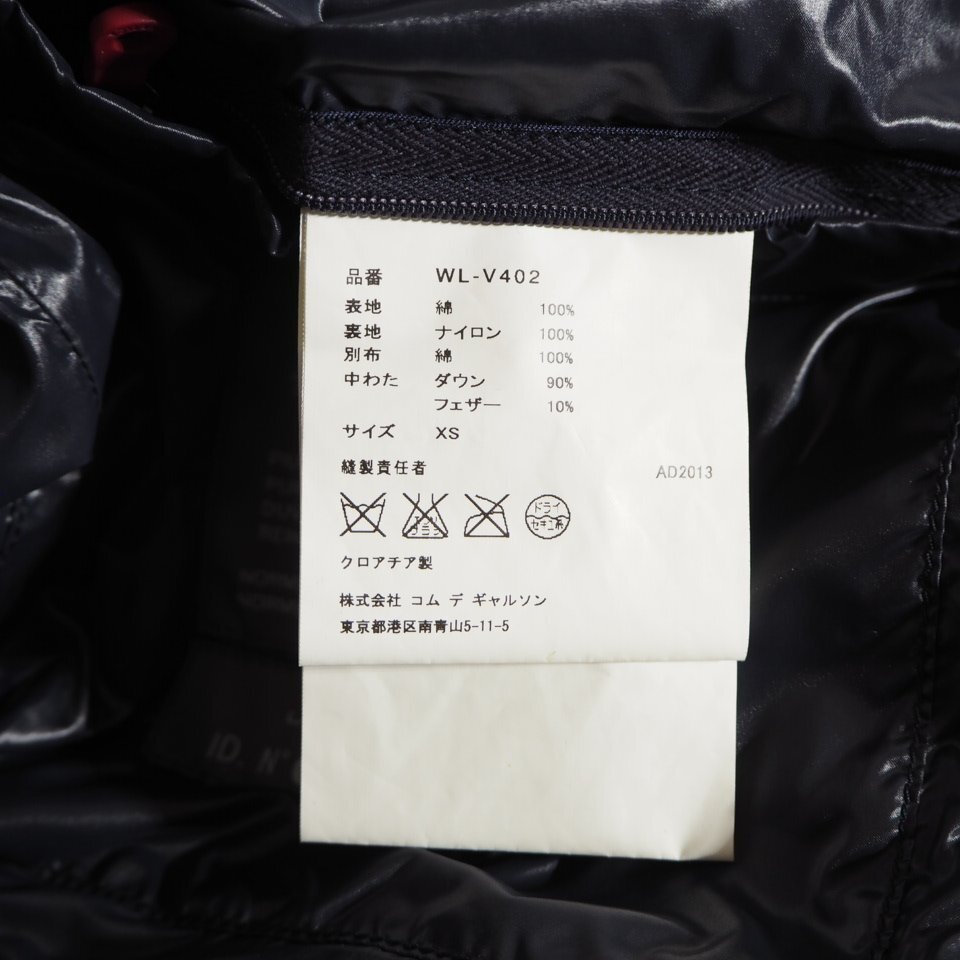 品番 WL-V402
表地 綿 100%
裏地 ナイロン 100%
別布 綿 100%
中わた ダウン 90%
フェザー 10%
サイズ XS
縫製責任者 AD2013
ドライ
セキユ系
クロアチア製
株式会社 コム デ ギャルソン
東京都港区南青山5-11-5
ID N°